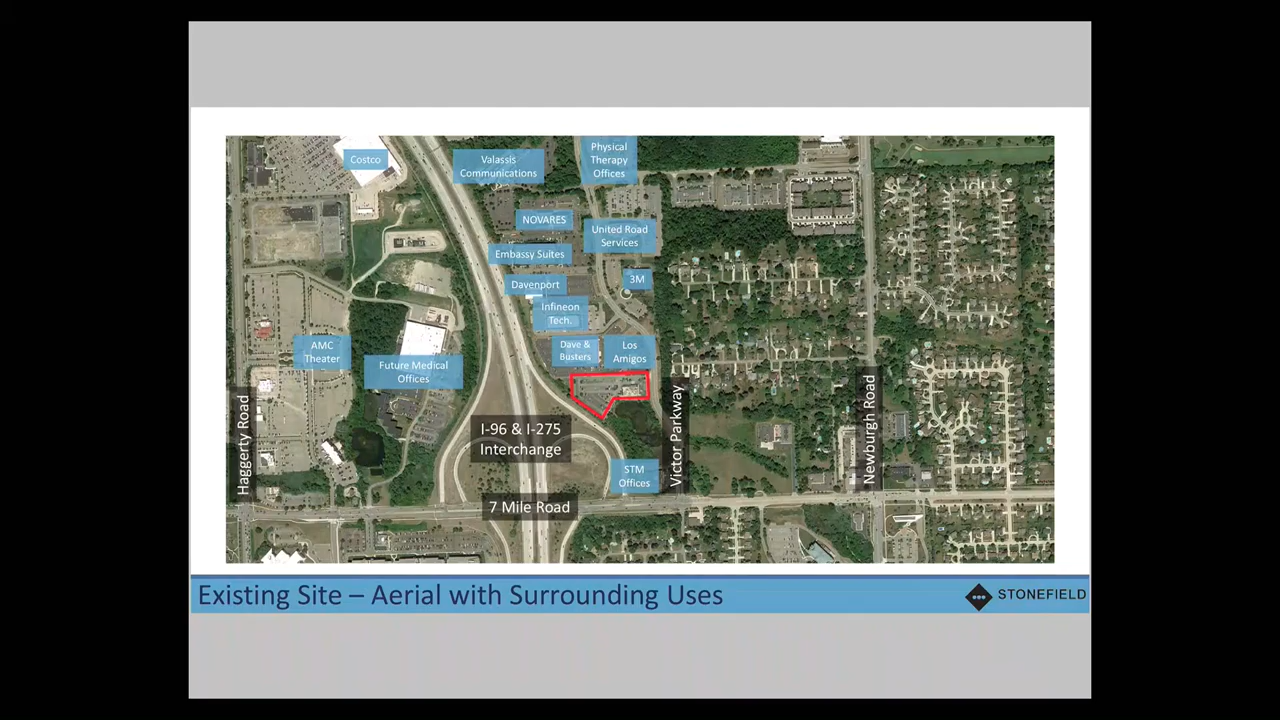 Costco
Valassis
Communications
Physical
Therapy
Offices
NOVARES
United Road
Services
Embassy Suites
3M
Davenport
Infineon
Tech.
AMC
Theater
Future Medical
Offices
Dave &
Busters
Los
Amigos
Haggerty Road
I-96 & I-275
Interchange
Victor Parkway
Newburgh Road
STM
Offices
7 Mile Road
Existing Site – Aerial with Surrounding Uses
STONEFIELD